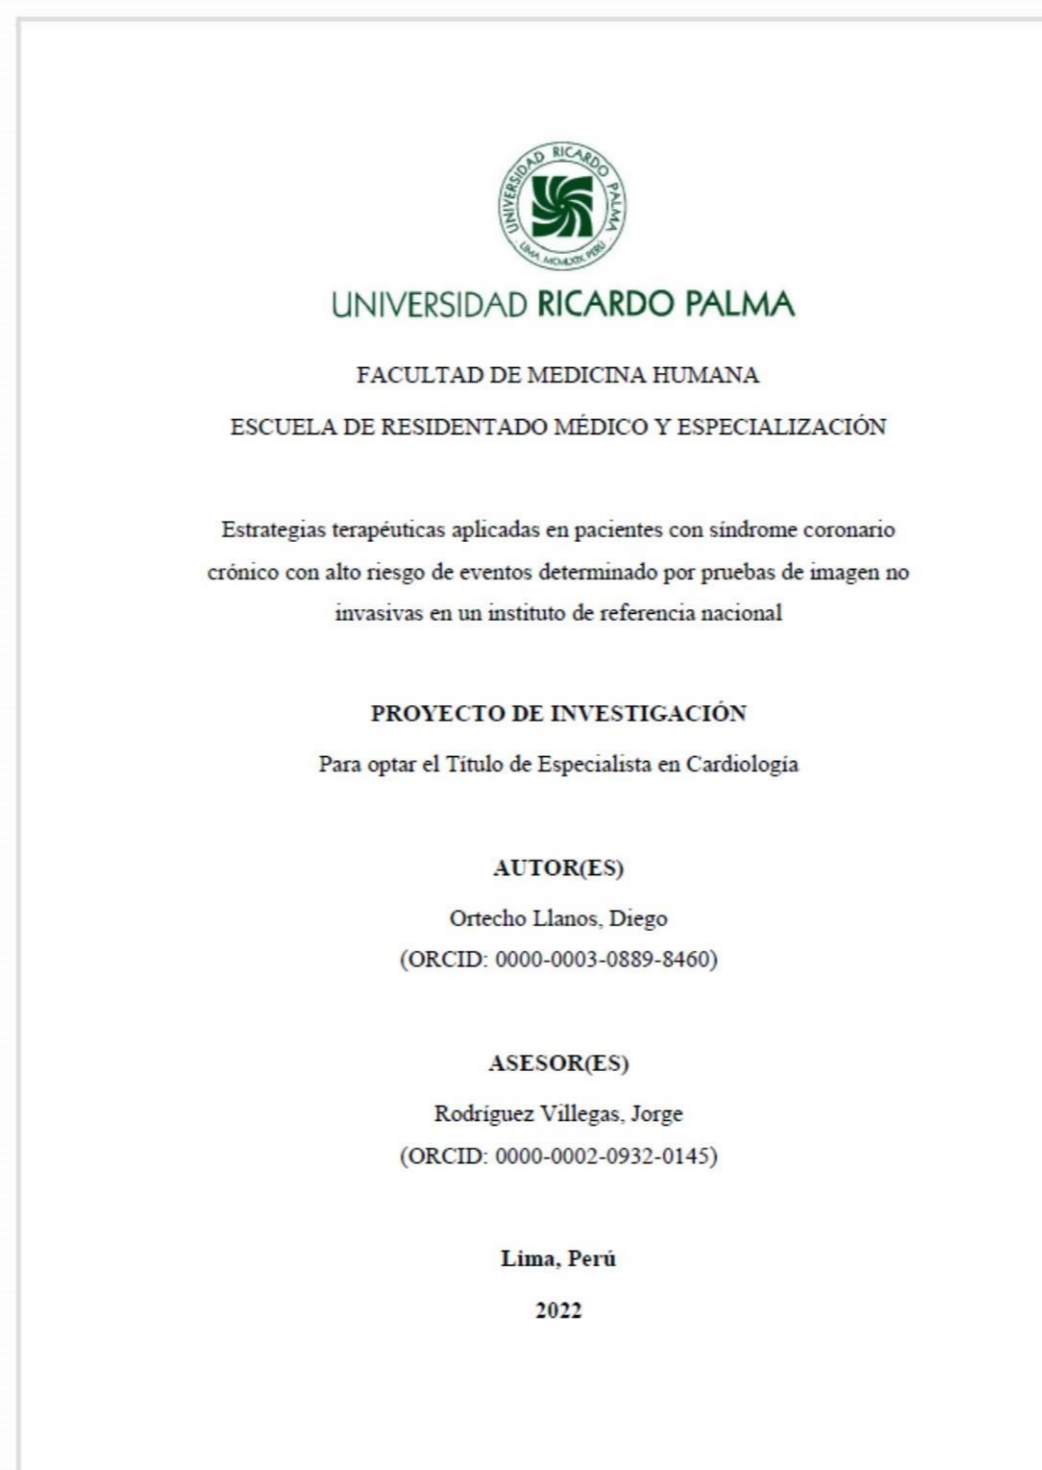 UNIVERSIDAD RICARDO PALMA
LIMA MCMLXIX PERÚ
UNIVERSIDAD RICARDO PALMA
FACULTAD DE MEDICINA HUMANA
ESCUELA DE RESIDENTADO MÉDICO Y ESPECIALIZACIÓN
Estrategias terapéuticas aplicadas en pacientes con síndrome coronario
crónico con alto riesgo de eventos determinado por pruebas de imagen no
invasivas en un instituto de referencia nacional
PROYECTO DE INVESTIGACIÓN
Para optar el Título de Especialista en Cardiología
AUTOR(ES)
Ortecho Llanos, Diego
(ORCID: 0000-0003-0889-8460)
ASESOR(ES)
Rodríguez Villegas, Jorge
(ORCID: 0000-0002-0932-0145)
Lima, Perú
2022